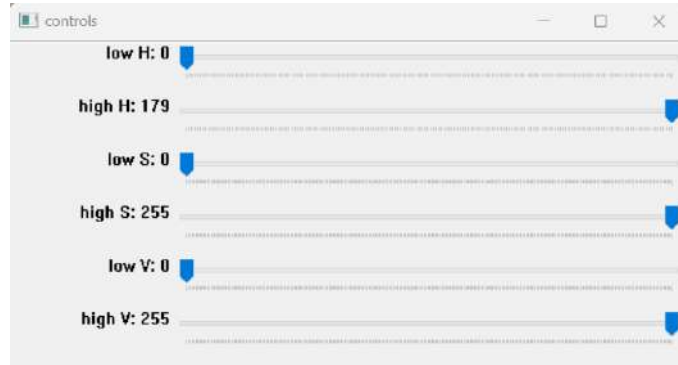 controls
low H: 0
high H: 179
low S: 0
high S: 255
low V: 0
high V: 255